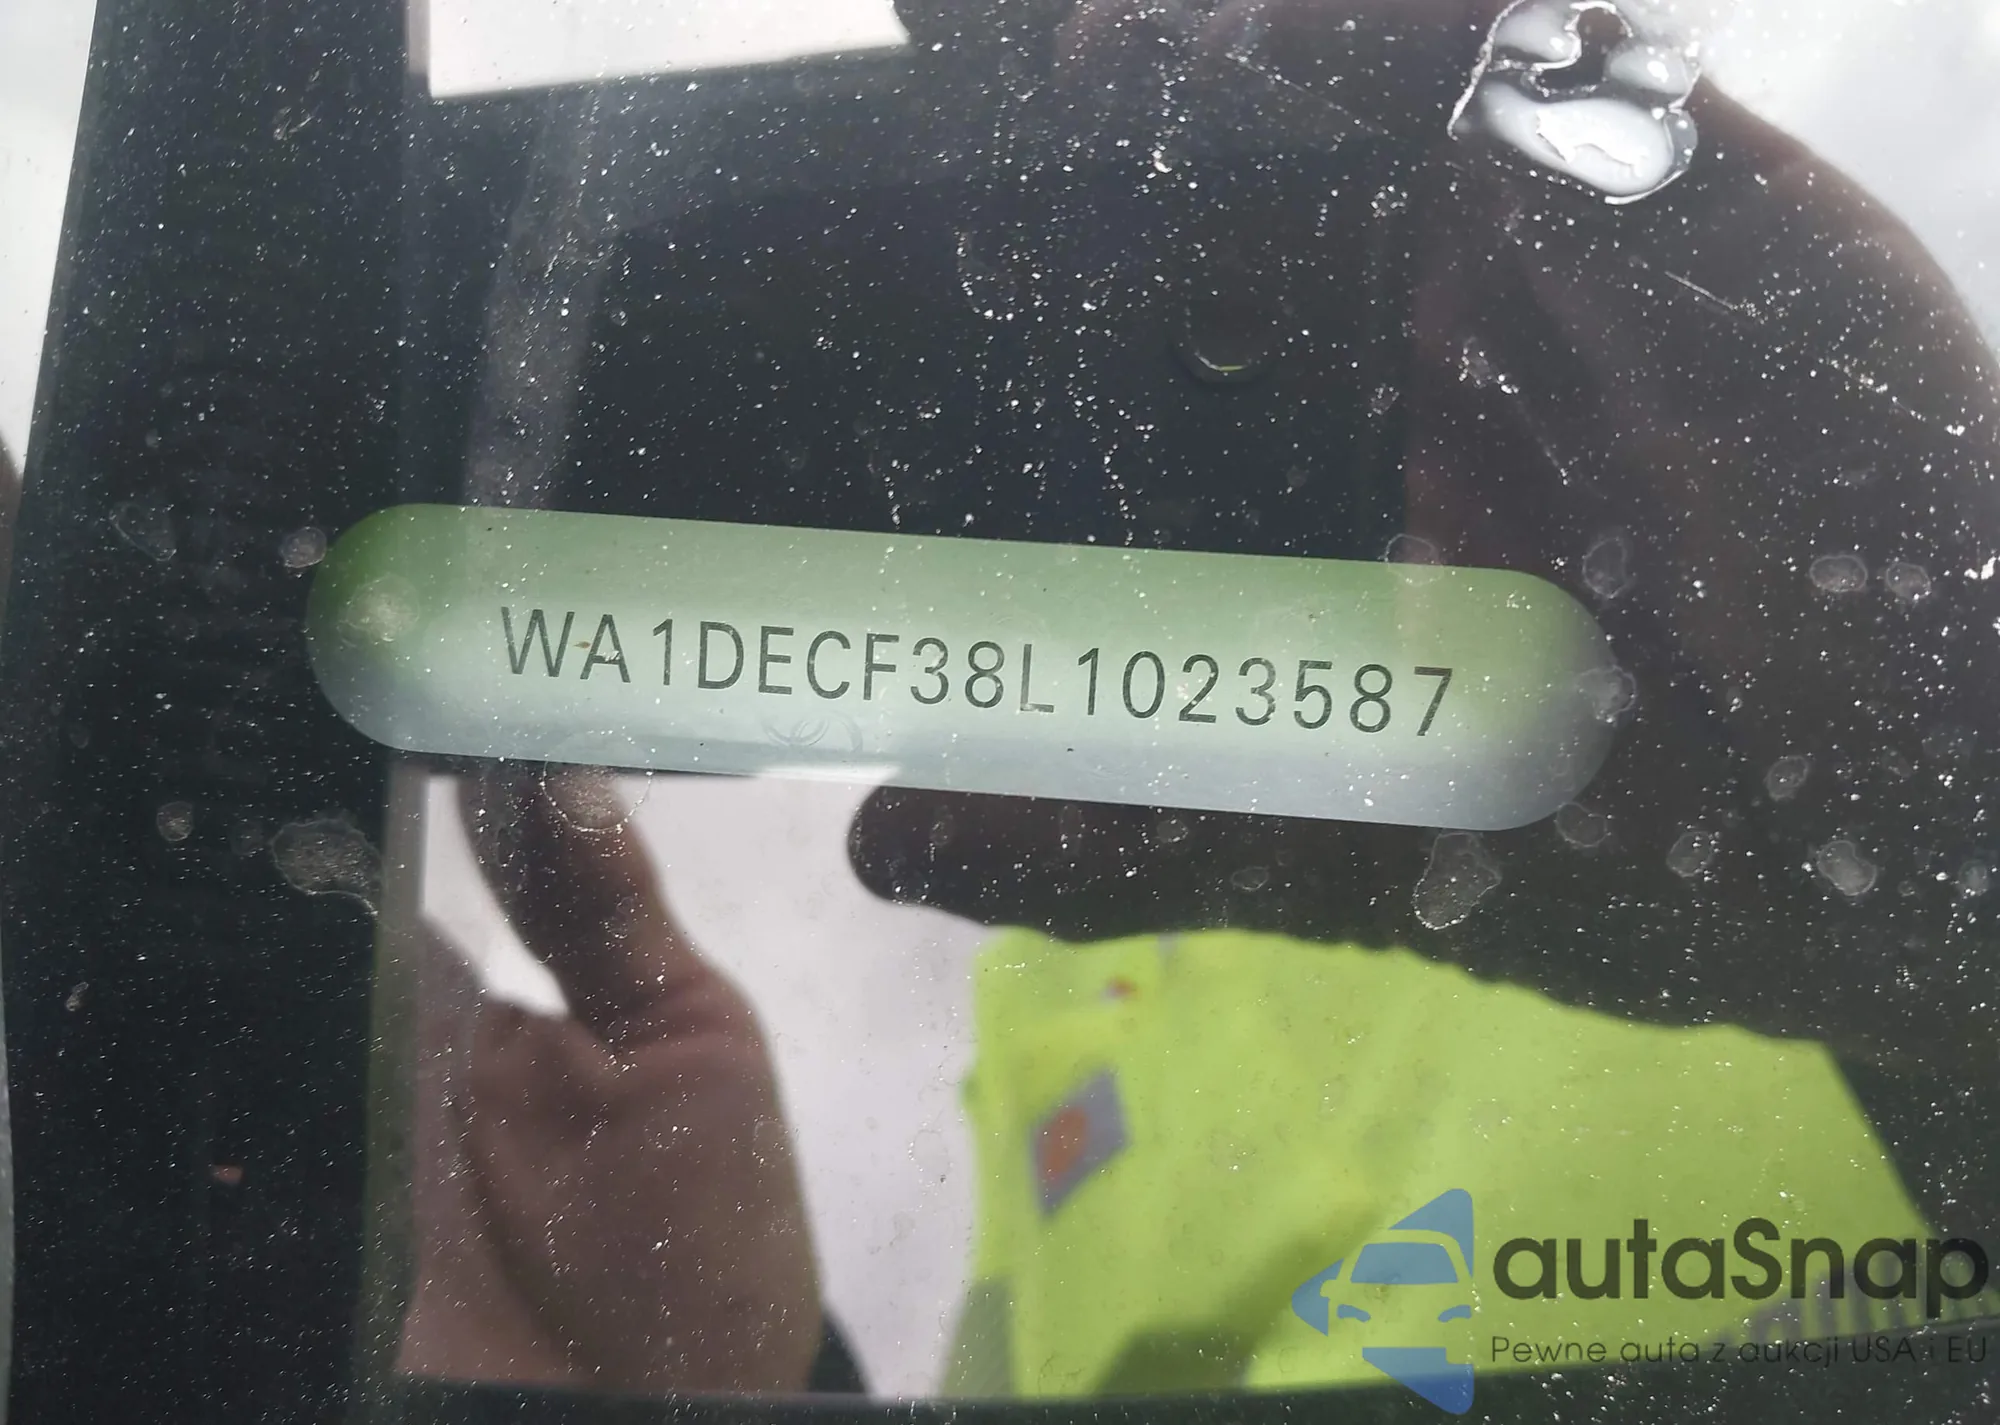 WA1DECF38L1023587
autaSnap
Pewne auta z aukcji USA i EU